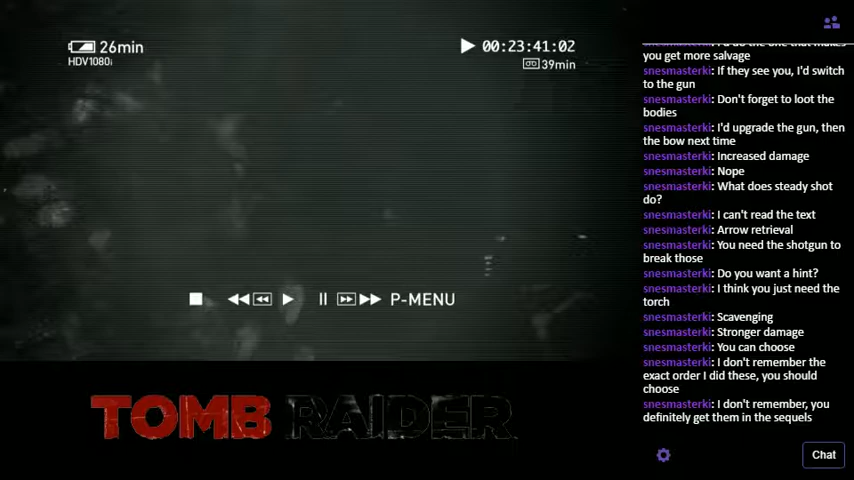 26min
HDV1080i
00:23:41:02
39min
P-MENU
TOMB RAIDER
you get more salvage
snesmasterki: If they see you, I'd switch
to the gun
snesmasterki: Don't forget to loot the
bodies
snesmasterki: I'd upgrade the gun, then
the bow next time
snesmasterki: Increased damage
snesmasterki: Nope
snesmasterki: What does steady shot
do?
snesmasterki: I can't read the text
snesmasterki: Arrow retrieval
snesmasterki: You need the shotgun to
break those
snesmasterki: Do you want a hint?
snesmasterki: I think you just need the
torch
snesmasterki: Scavenging
snesmasterki: Stronger damage
snesmasterki: You can choose
snesmasterki: I don't remember the
exact order I did these, you should
choose
snesmasterki: I don't remember, you
definitely get them in the sequels
Chat